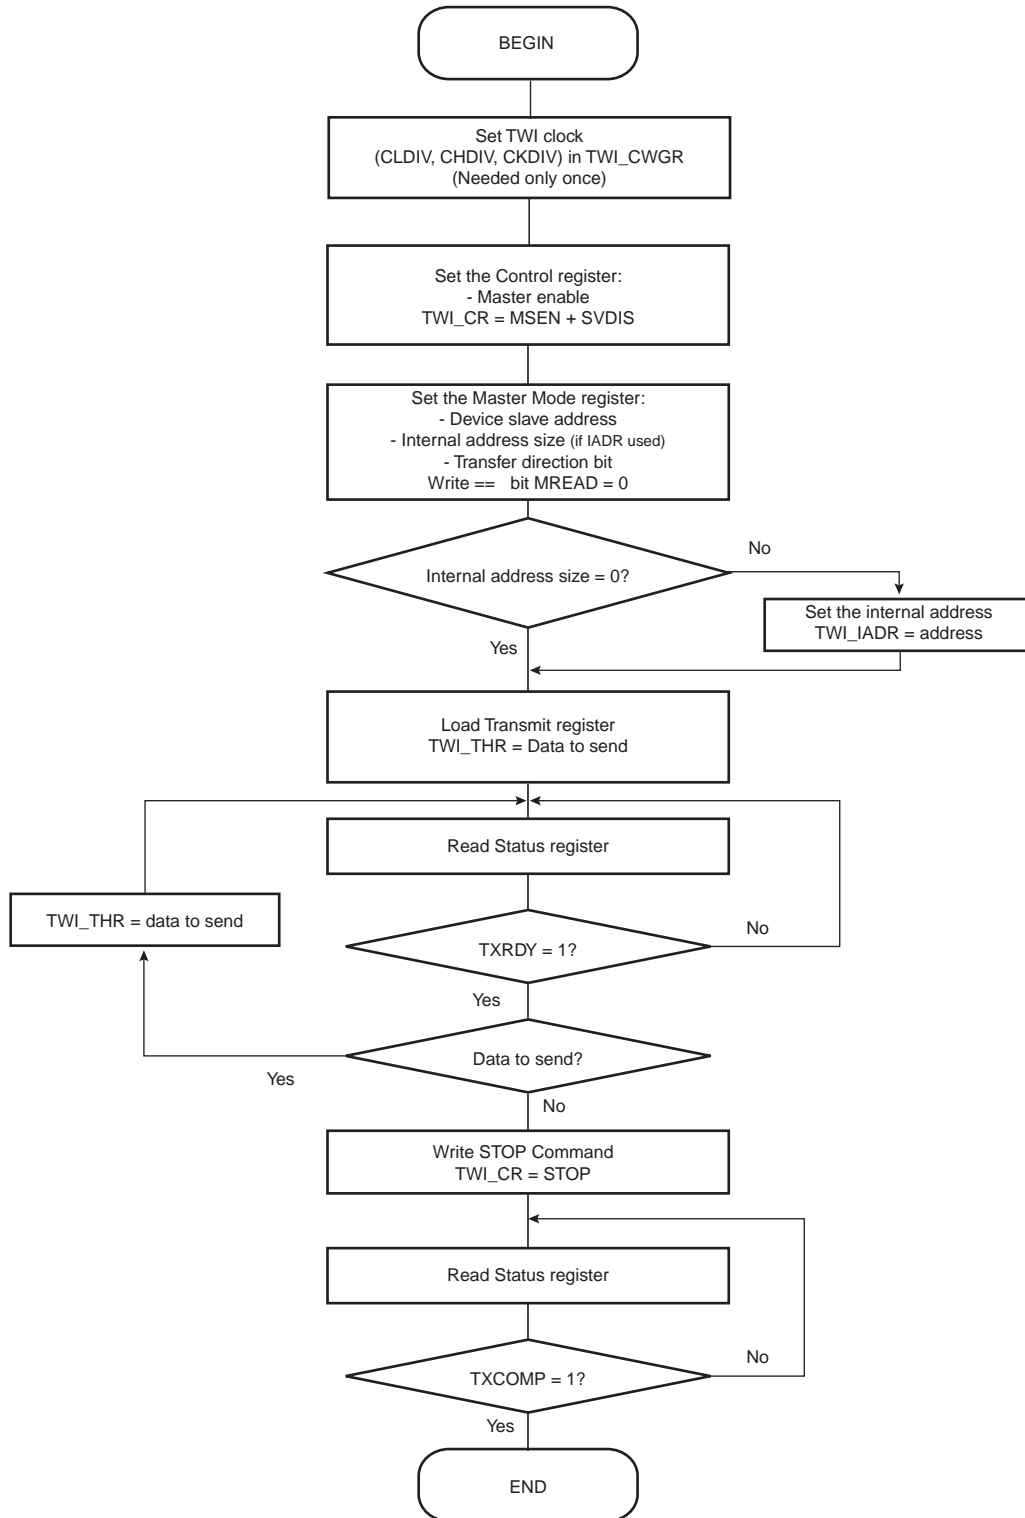 BEGIN
Set TWI clock
(CLDIV, CHDIV, CKDIV) in TWI_CWGR
(Needed only once)
Set the Control register:
- Master enable
TWI_CR = MSEN + SVDIS
Set the Master Mode register:
- Device slave address
- Internal address size (if IADR used)
- Transfer direction bit
Write == bit MREAD = 0
No
Internal address size = 0?
Set the internal address
TWI_IADR = address
Yes
Load Transmit register
TWI_THR = Data to send
Read Status register
TWI_THR = data to send
No
TXRDY = 1?
Yes
Data to send?
Yes
No
Write STOP Command
TWI_CR = STOP
Read Status register
No
TXCOMP = 1?
Yes
END